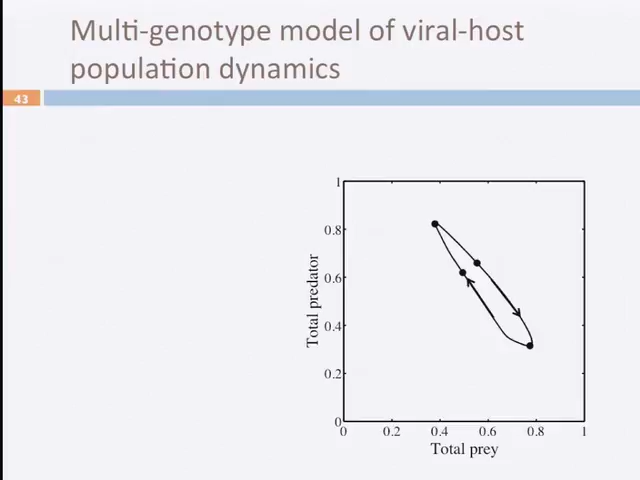 Multi-genotype model of viral-host
population dynamics
43
1
0.8
0.6
0.4
0.2
0
Total predator
0 0.2 0.4 0.6 0.8 1
Total prey